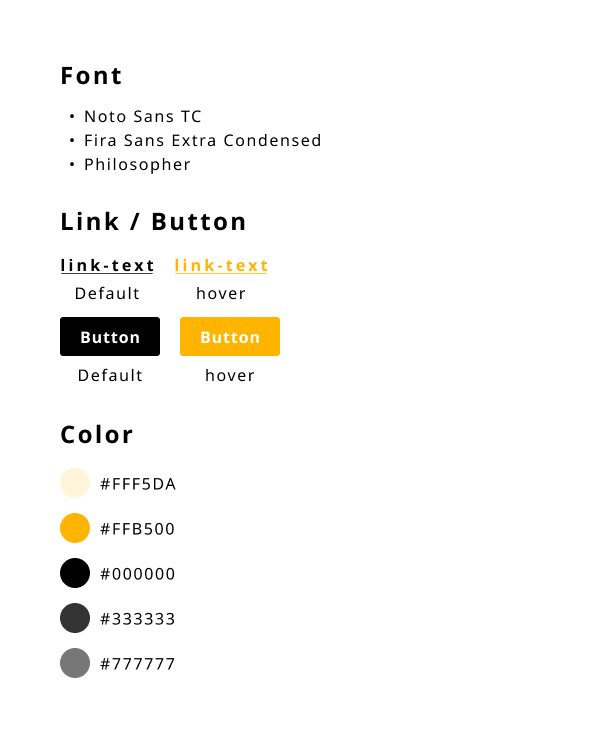 Font
• Noto Sans TC
• Fira Sans Extra Condensed
• Philosopher
Link / Button
link-text link-text
Default hover
Button Button
Default hover
Color
#FFF5DA
#FFB500
#000000
#333333
#777777